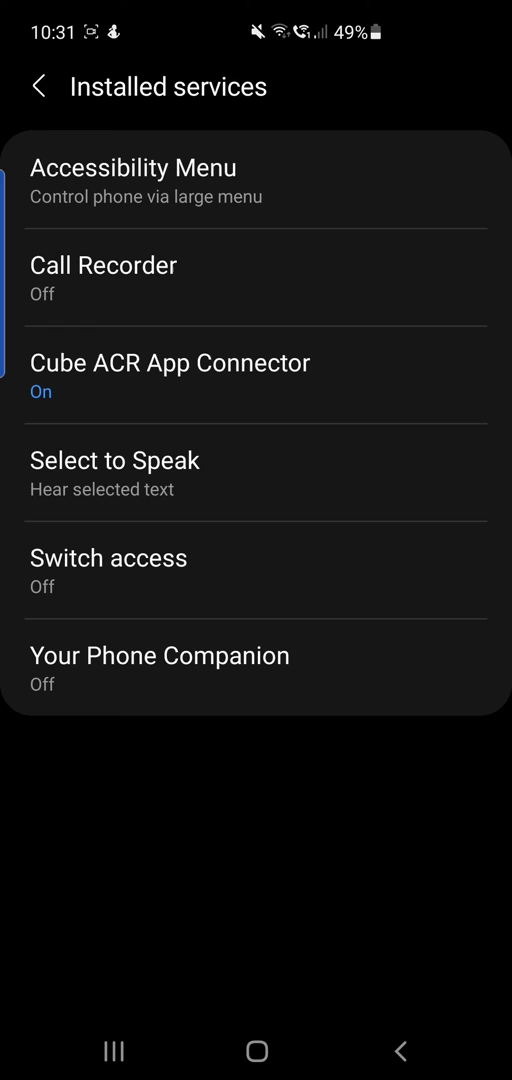 10:31 49%
Installed services
Accessibility Menu
Control phone via large menu
Call Recorder
Off
Cube ACR App Connector
On
Select to Speak
Hear selected text
Switch access
Off
Your Phone Companion
Off